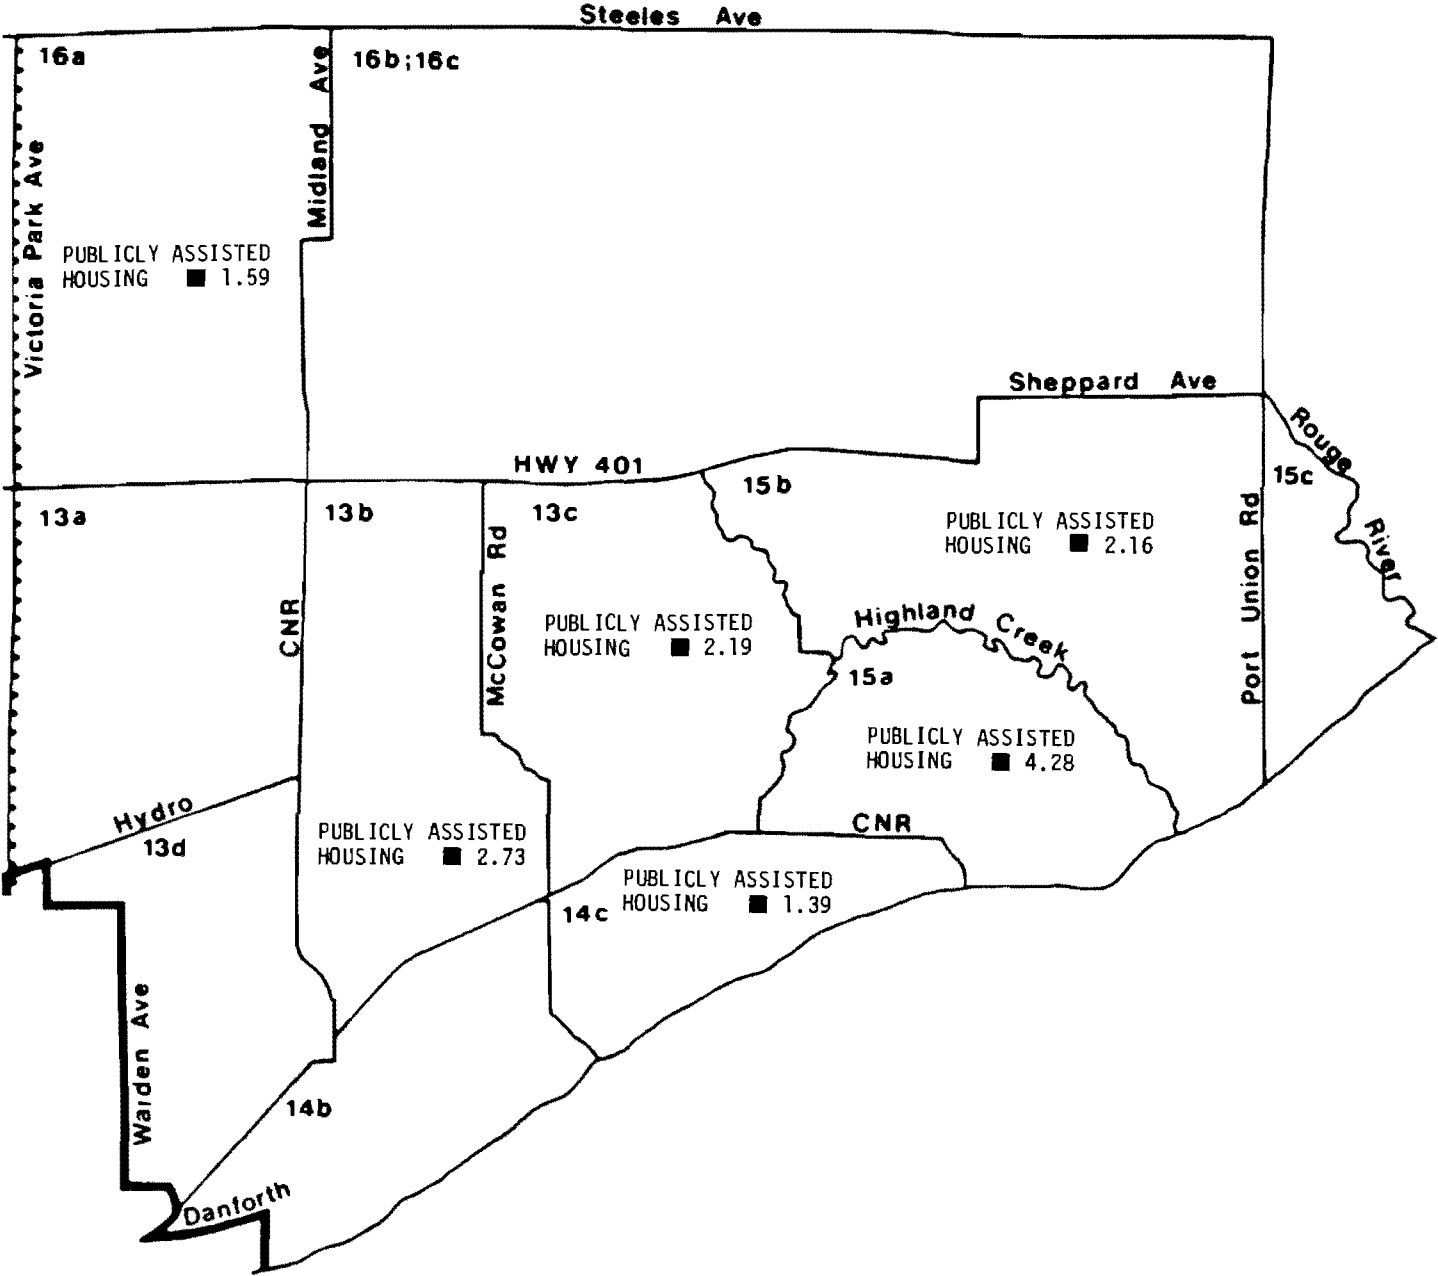 Steeles Ave
16a
Midland Ave
16b;16c
Victoria Park Ave
PUBLICLY ASSISTED
HOUSING ■ 1.59
Sheppard Ave
Rouge River
HWY 401
15b
15c
13a
13b
13c
McCowan Rd
PUBLICLY ASSISTED
HOUSING ■ 2.16
Port Union Rd
CNR
PUBLICLY ASSISTED
HOUSING ■ 2.19
Highland Creek
15a
PUBLICLY ASSISTED
HOUSING ■ 4.28
Hydro
13d
PUBLICLY ASSISTED
HOUSING ■ 2.73
CNR
PUBLICLY ASSISTED
HOUSING ■ 1.39
14c
Warden Ave
14b
Danforth